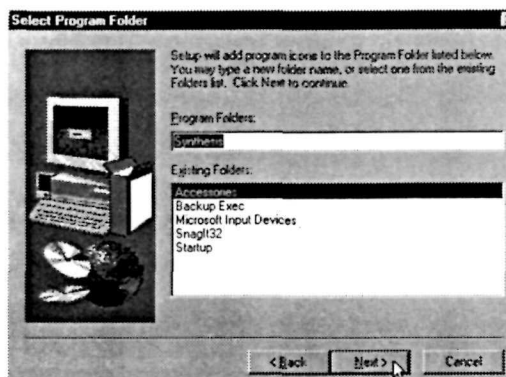 Select Program Folder
Setup will add program icons to the Program Folder listed below.
You may type a new folder name, or select one from the existing
Folders list. Click Next to continue.
Program Folders:
Synthesis
Existing Folders:
Accessories
Backup Exec
Microsoft Input Devices
SnagIt32
Startup
< Back
Next >
Cancel